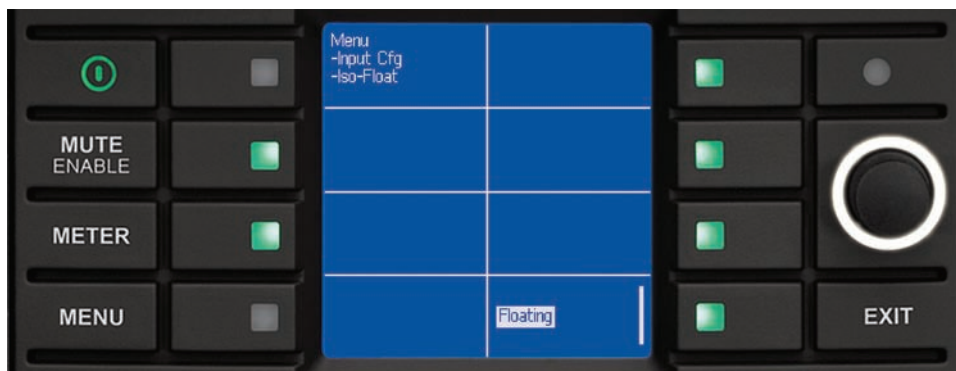 Menu
-Input Cfg
-Iso-Float
MUTE
ENABLE
METER
MENU
Floating
EXIT